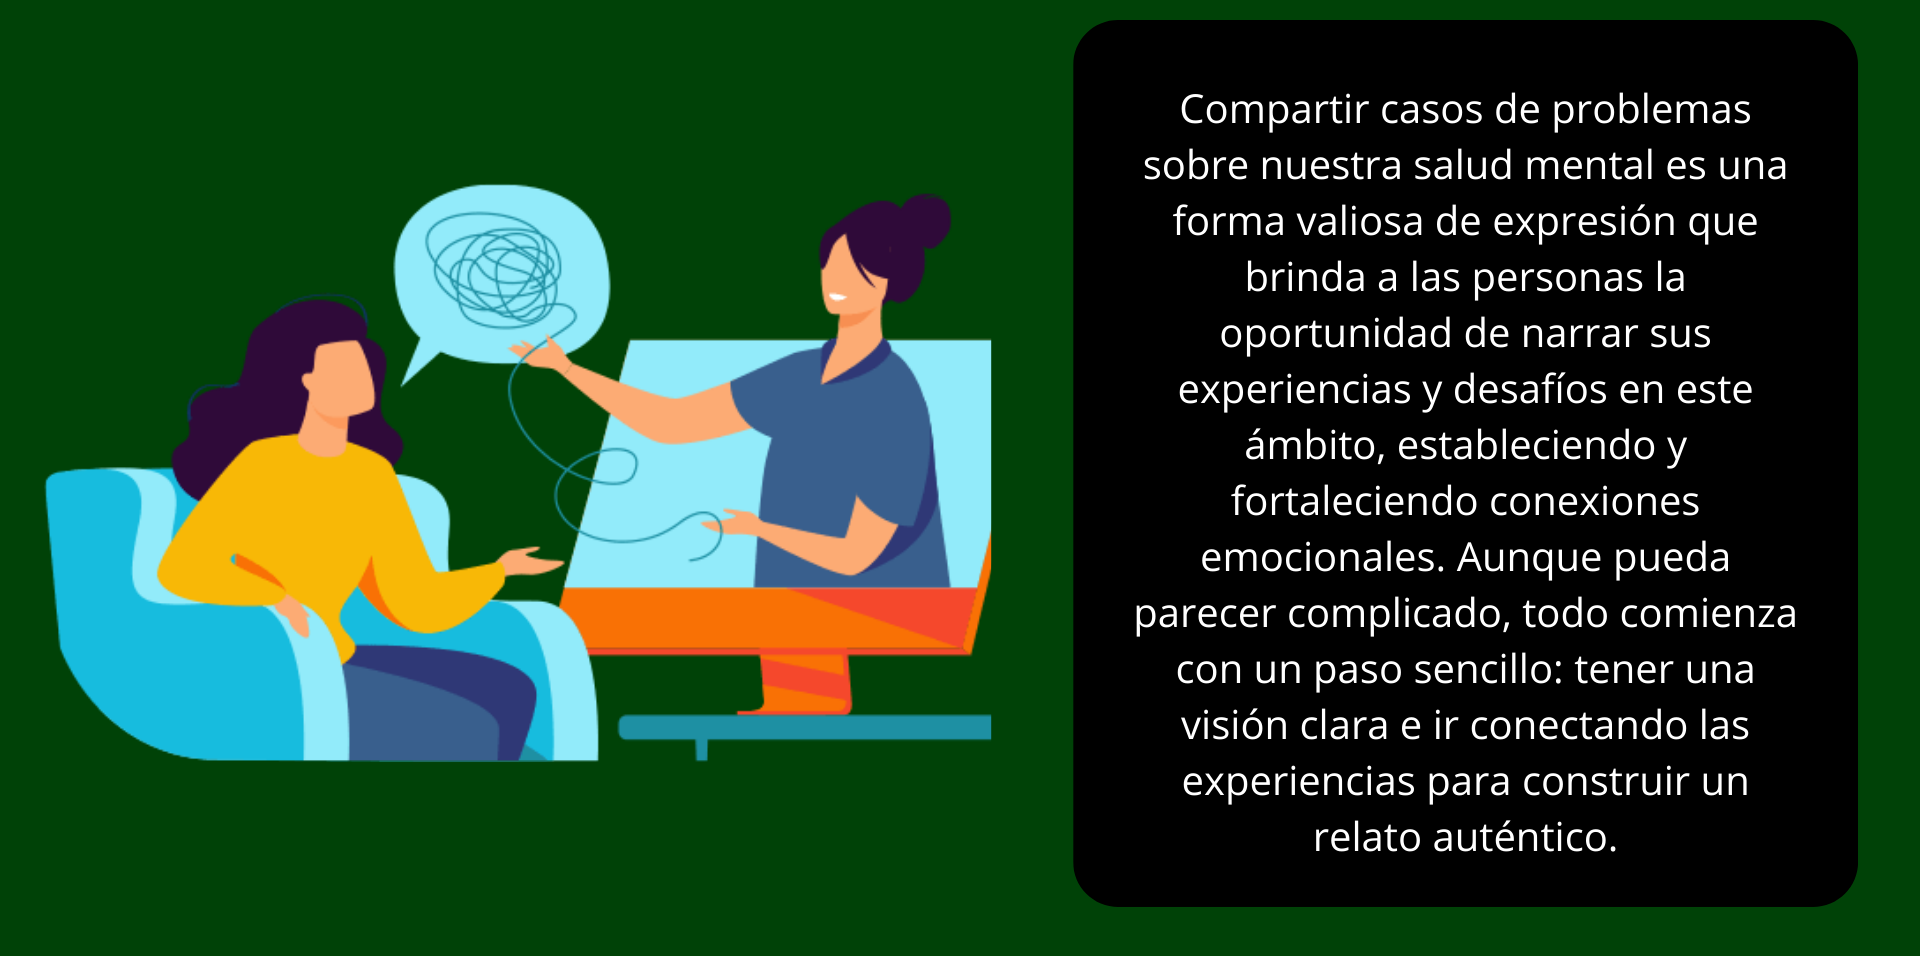 Compartir casos de problemas
sobre nuestra salud mental es una
forma valiosa de expresión que
brinda a las personas la
oportunidad de narrar sus
experiencias y desafíos en este
ámbito, estableciendo y
fortaleciendo conexiones
emocionales. Aunque pueda
parecer complicado, todo comienza
con un paso sencillo: tener una
visión clara e ir conectando las
experiencias para construir un
relato auténtico.